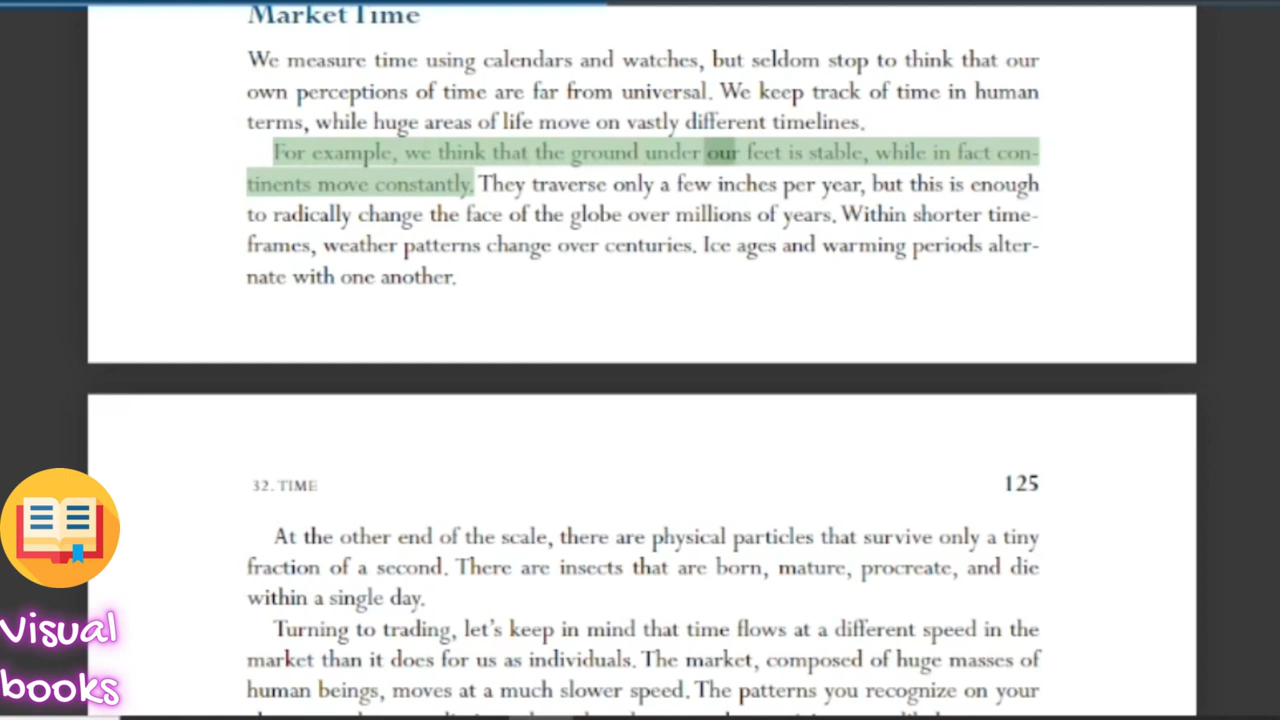 Market Time
We measure time using calendars and watches, but seldom stop to think that our
own perceptions of time are far from universal. We keep track of time in human
terms, while huge areas of life move on vastly different timelines.
For example, we think that the ground under our feet is stable, while in fact con-
tinents move constantly. They traverse only a few inches per year, but this is enough
to radically change the face of the globe over millions of years. Within shorter time-
frames, weather patterns change over centuries. Ice ages and warming periods alter-
nate with one another.
32. TIME 125
At the other end of the scale, there are physical particles that survive only a tiny
fraction of a second. There are insects that are born, mature, procreate, and die
within a single day.
Turning to trading, let's keep in mind that time flows at a different speed in the
market than it does for us as individuals. The market, composed of huge masses of
human beings, moves at a much slower speed. The patterns you recognize on your
Visual
books